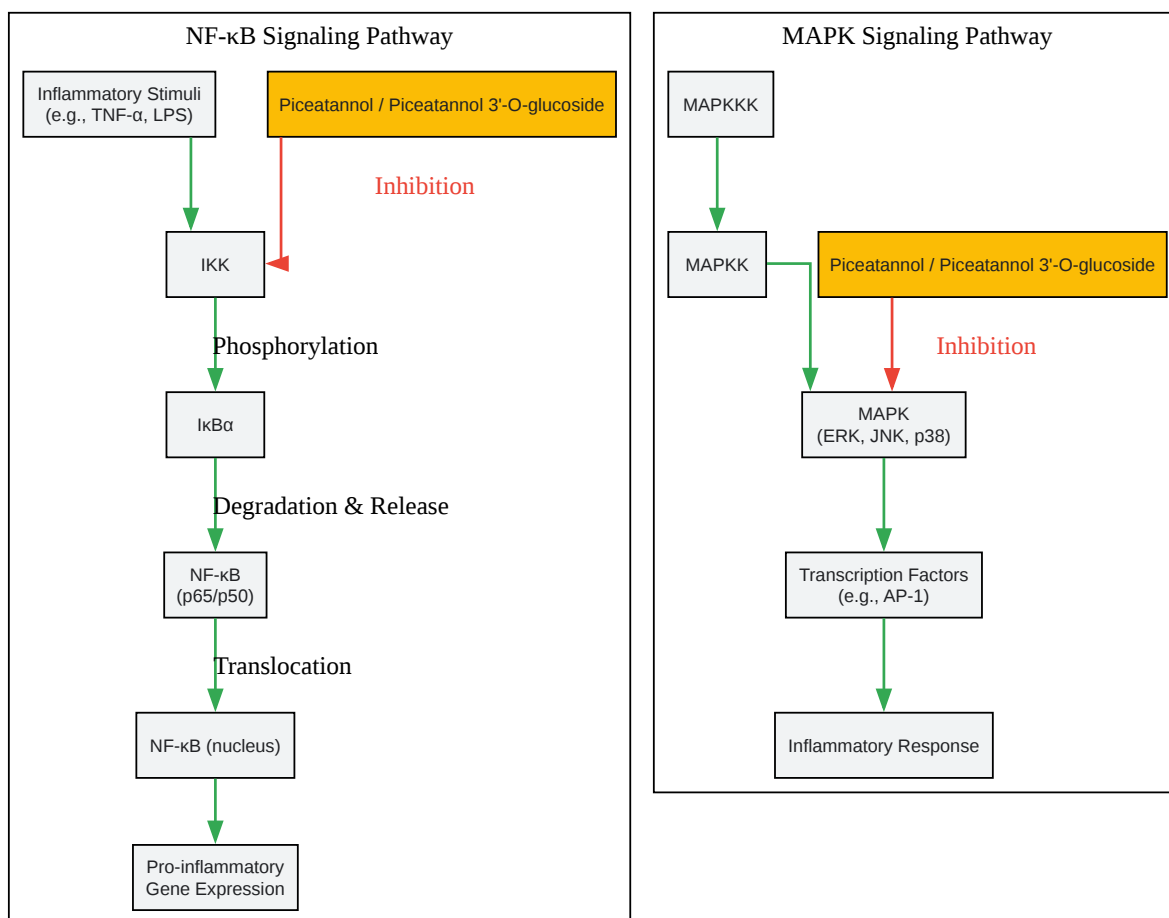 NF-κB Signaling Pathway
Inflammatory Stimuli
(e.g., TNF-α, LPS)
Piceatannol / Piceatannol 3'-O-glucoside
Inhibition
IKK
Phosphorylation
IκBα
Degradation & Release
NF-κB
(p65/p50)
Translocation
NF-κB (nucleus)
Pro-inflammatory
Gene Expression
MAPK Signaling Pathway
MAPKKK
MAPKK
Piceatannol / Piceatannol 3'-O-glucoside
Inhibition
MAPK
(ERK, JNK, p38)
Transcription Factors
(e.g., AP-1)
Inflammatory Response